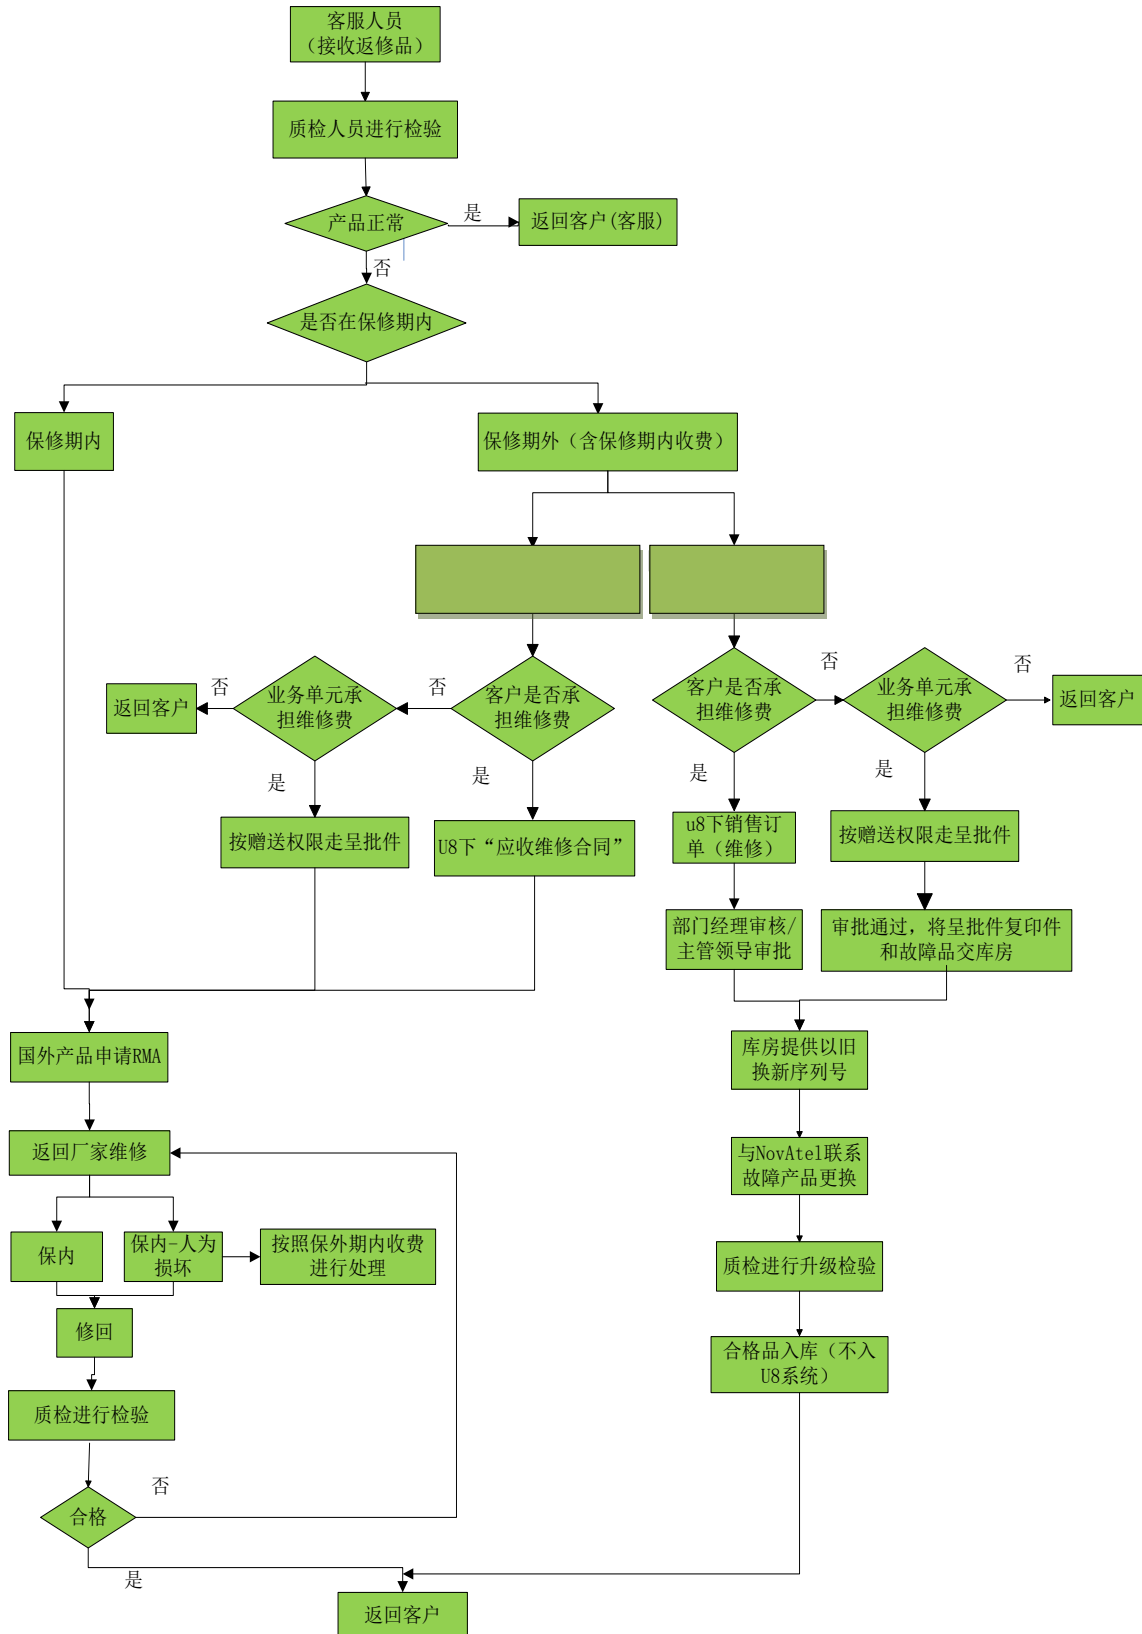 客服人员
（接收返修品）
质检人员进行检验
产品正常
是
返回客户(客服)
否
是否在保修期内
保修期内
保修期外（含保修期内收费）
返回客户
否
业务单元承
担维修费
否
客户是否承
担维修费
客户是否承
担维修费
否
业务单元承
担维修费
否
返回客户
是
是
是
是
按赠送权限走呈批件
U8下“应收维修合同”
u8下销售订
单（维修）
按赠送权限走呈批件
部门经理审核/
主管领导审批
审批通过，将呈批件复印件
和故障品交库房
国外产品申请RMA
库房提供以旧
换新序列号
返回厂家维修
与NovAtel联系
故障产品更换
保内
保内-人为
损坏
按照保外期内收费
进行处理
质检进行升级检验
修回
合格品入库（不入
U8系统）
质检进行检验
合格
否
是
返回客户